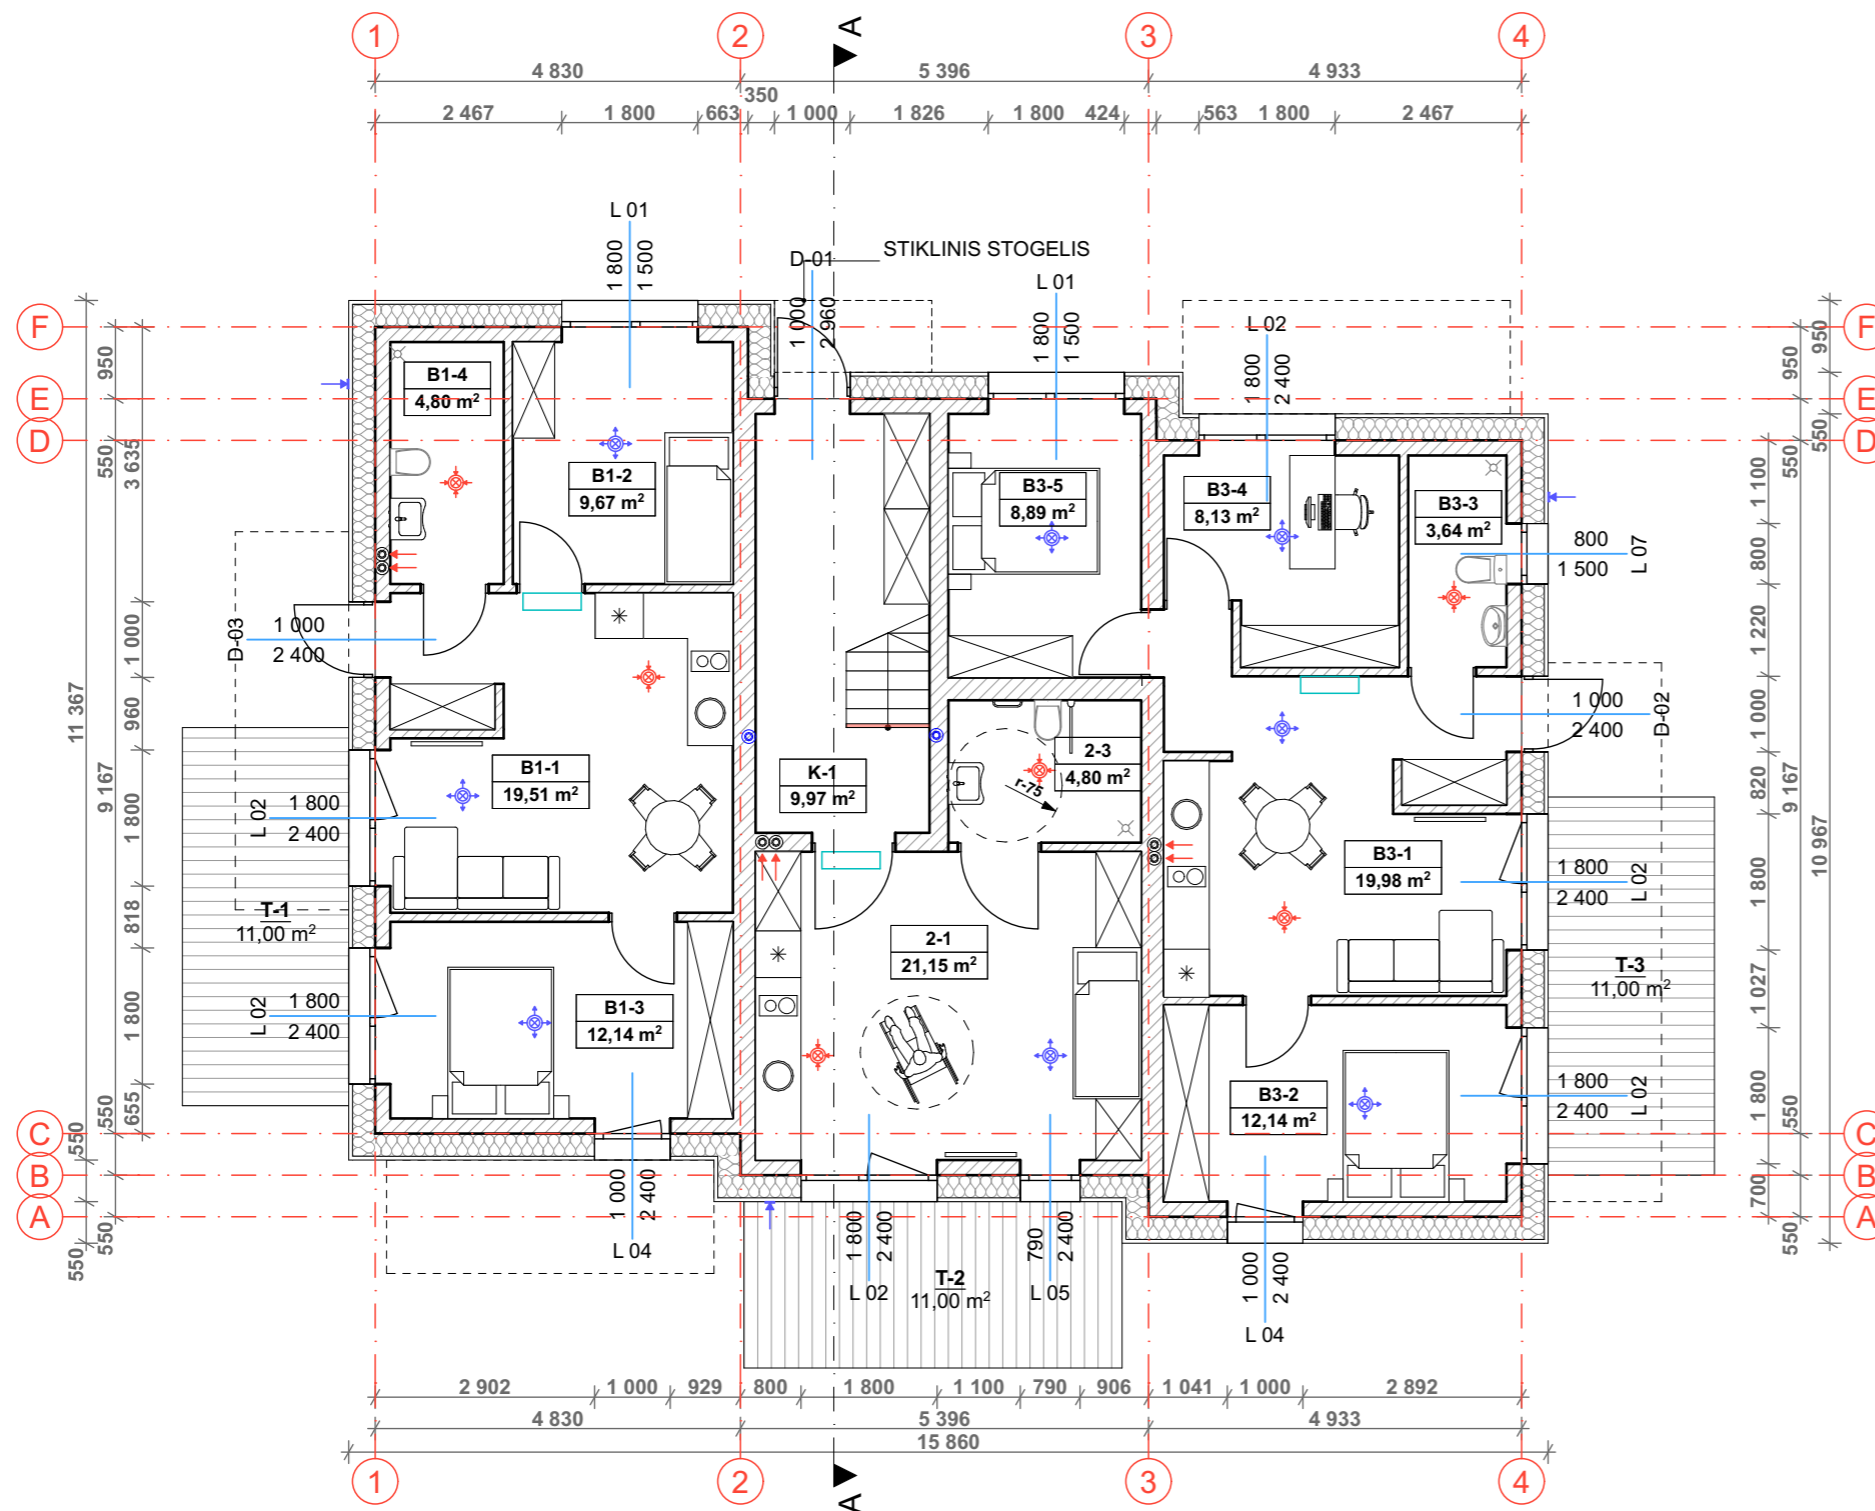 1 2 3 4
A
4 830 5 396 4 933
350
2 467 1 800 663 1 000 1 826 1 800 424 563 1 800 2 467
L 01
1 800
1 500
D-01
STIKLINIS STOGELIS
1 000
2 960
L 01
1 800
1 500
L 02
1 800
2 400
F F
E E
D D
950
550
3 635
11 367
9 167
1 000
960
1 800
818
1 800
655
550
550
550
550
950
950
550
550
1 100
800
1 220
1 000
820
9 167
10 967
1 800
1 027
1 800
550
700
550
B1-4
4,80 m²
B1-2
9,67 m²
B3-5
8,89 m²
B3-4
8,13 m²
B3-3
3,64 m²
800
1 500
L 07
D-03
1 000
2 400
1 000
2 400
D-02
B1-1
19,51 m²
K-1
9,97 m²
2-3
4,80 m²
r-75
L 02
1 800
2 400
B3-1
19,98 m²
1 800
2 400
L 02
T-1
11,00 m²
2-1
21,15 m²
T-3
11,00 m²
L 02
1 800
2 400
B1-3
12,14 m²
B3-2
12,14 m²
1 800
2 400
L 02
C C
B B
A A
1 000
2 400
L 04
1 800
2 400
L 02
T-2
11,00 m²
790
2 400
L 05
1 000
2 400
L 04
2 902 1 000 929 800 1 800 1 100 790 906 1 041 1 000 2 892
4 830 5 396 4 933
15 860
1 2 3 4
A